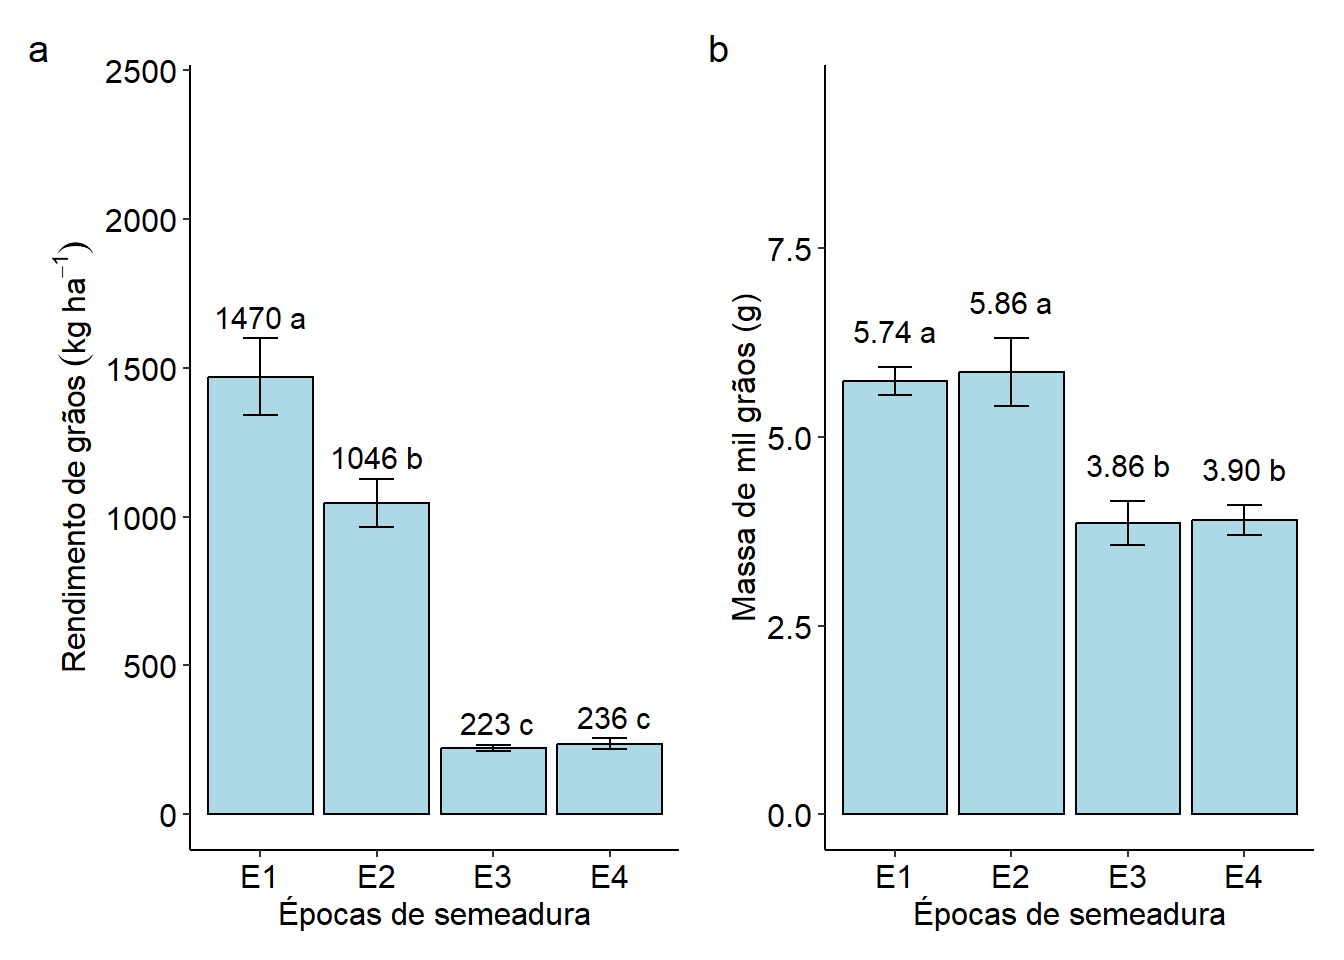 a
Rendimento de grãos (kg ha⁻¹)
2500
2000
1500
1000
500
0
1470 a
1046 b
223 c
236 c
E1
E2
E3
E4
Épocas de semeadura
b
Massa de mil grãos (g)
7.5
5.0
2.5
0.0
5.74 a
5.86 a
3.86 b
3.90 b
E1
E2
E3
E4
Épocas de semeadura